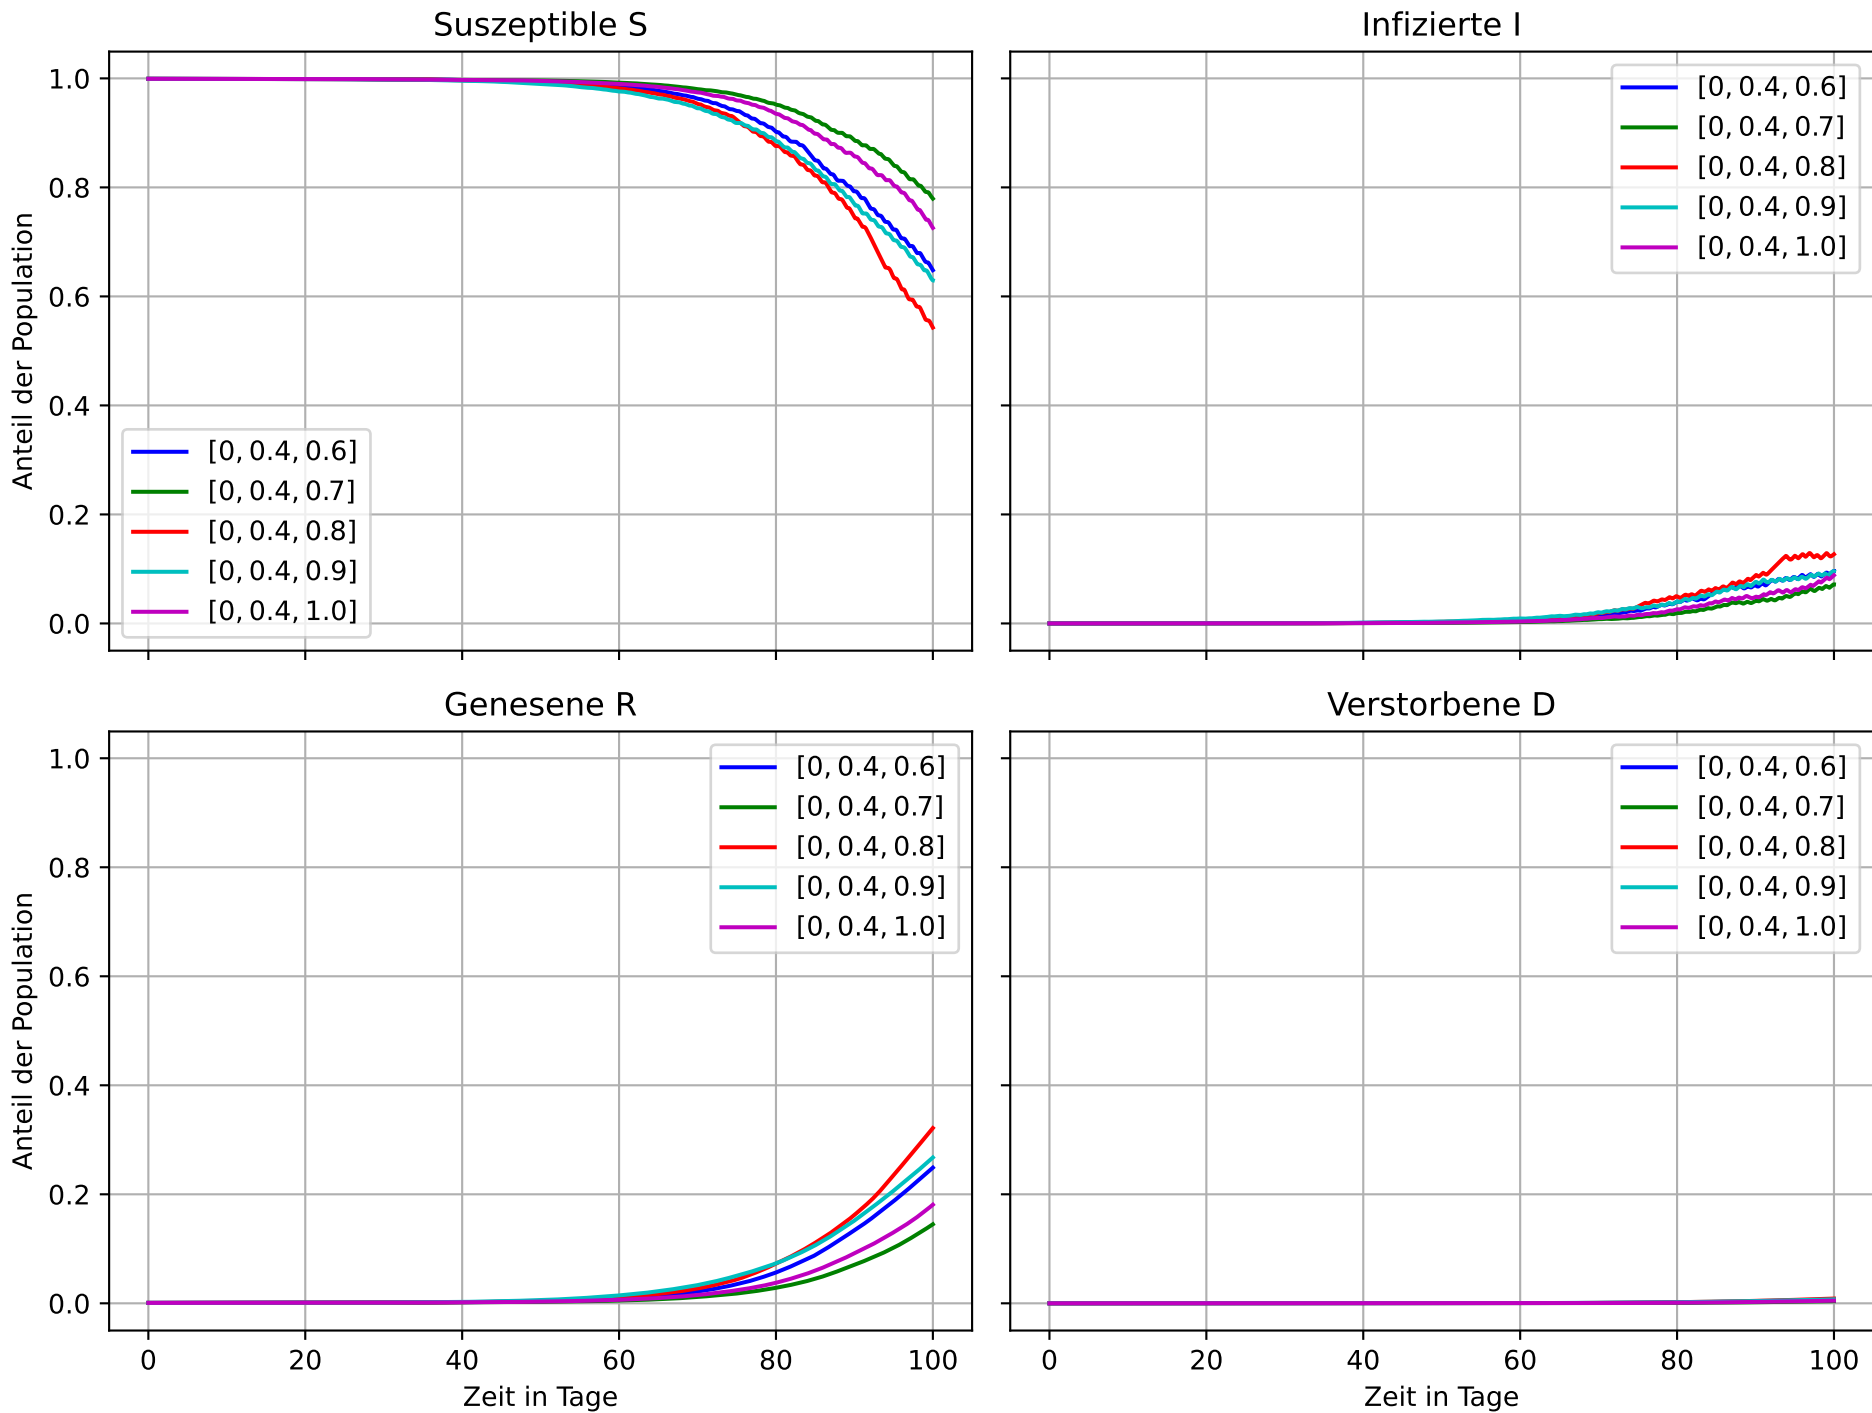 Suszeptible S
Anteil der Population
1.0
0.8
0.6
0.4
0.2
0.0
[0, 0.4, 0.6]
[0, 0.4, 0.7]
[0, 0.4, 0.8]
[0, 0.4, 0.9]
[0, 0.4, 1.0]
Infizierte I
[0, 0.4, 0.6]
[0, 0.4, 0.7]
[0, 0.4, 0.8]
[0, 0.4, 0.9]
[0, 0.4, 1.0]
Genesene R
Anteil der Population
1.0
0.8
0.6
0.4
0.2
0.0
[0, 0.4, 0.6]
[0, 0.4, 0.7]
[0, 0.4, 0.8]
[0, 0.4, 0.9]
[0, 0.4, 1.0]
0 20 40 60 80 100
Zeit in Tage
Verstorbene D
[0, 0.4, 0.6]
[0, 0.4, 0.7]
[0, 0.4, 0.8]
[0, 0.4, 0.9]
[0, 0.4, 1.0]
0 20 40 60 80 100
Zeit in Tage